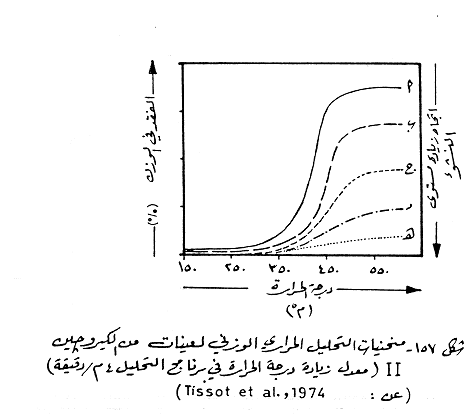 الفقد في الوزن
(%)
اتجاه زيادة مستوى
النشوء
م
ب
ج
د
هـ
١٥٠ ٢٥٠ ٣٥٠ ٤٥٠ ٥٥٠
درجة الحرارة
(م°)
شكل ١٥٧- منحنيات التحليل الحراري الوزني لعينات من الكيروجين
II (معدل زيادة درجة الحرارة في برنامج التحليل ٤ م/دقيقة)
(عن : Tissot et al., 1974)